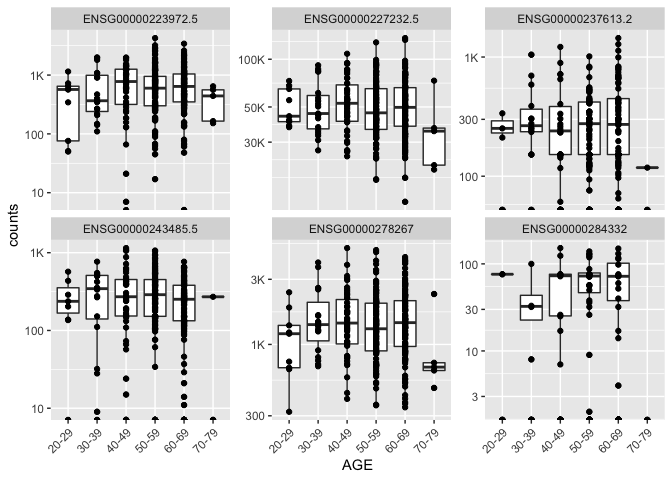 ENSG00000223972.5
ENSG00000227232.5
ENSG00000237613.2
1K
100
10
100K
50K
30K
1K
300
100
counts
ENSG00000243485.5
ENSG00000278267
ENSG00000284332
1K
100
10
3K
1K
300
100
30
10
3
20-29
30-39
40-49
50-59
60-69
70-79
20-29
30-39
40-49
50-59
60-69
70-79
20-29
30-39
40-49
50-59
60-69
70-79
AGE